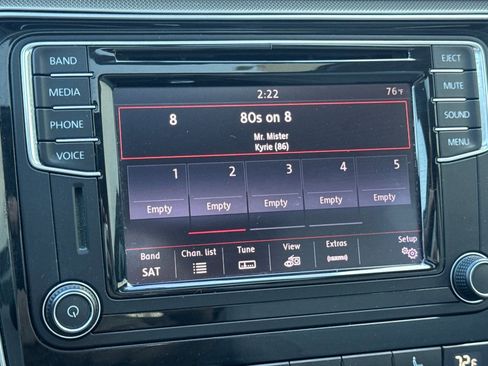 BAND
MEDIA
PHONE
VOICE
EJECT
MUTE
SOUND
MENU
2:22 76°F
8 80s on 8
Mr. Mister
Kyrie (86)
1 2 3 4 5
Empty Empty Empty Empty Empty
Band Chan. list Tune View Extras Setup
SAT
72°F